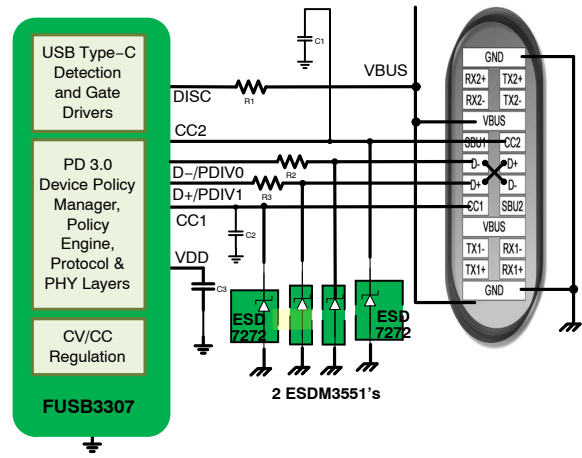 USB Type-C
Detection
and Gate
Drivers
PD 3.0
Device Policy
Manager,
Policy
Engine,
Protocol &
PHY Layers
CV/CC
Regulation
FUSB3307
DISC
CC2
D-/PDIV0
D+/PDIV1
CC1
VDD
R1
R2
R3
C1
C2
C3
VBUS
ESD
7272
ESD
7272
2 ESDM3551's
GND
RX2+ TX2+
RX2- TX2-
VBUS
SBU1 CC2
D- D+
D+ D-
CC1 SBU2
VBUS
TX1- RX1-
TX1+ RX1+
GND